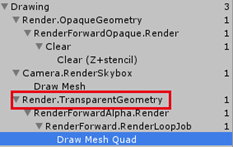 Drawing 3
Render.OpaqueGeometry 1
RenderForwardOpaque.Render 1
Clear 1
Clear (Z+stencil)
Camera.RenderSkybox 1
Draw Mesh
Render.TransparentGeometry 1
RenderForwardAlpha.Render 1
RenderForward.RenderLoopJob 1
Draw Mesh Quad